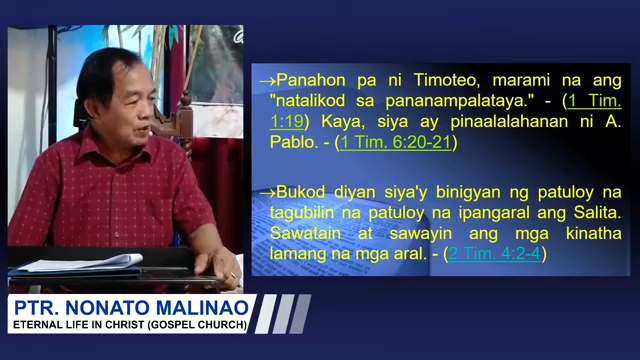 →Panahon pa ni Timoteo, marami na ang
"natalikod sa pananampalataya." - (1 Tim.
1:19) Kaya, siya ay pinaalalahanan ni A.
Pablo. - (1 Tim. 6:20-21)
→Bukod diyan siya'y binigyan ng patuloy na
tagubilin na patuloy na ipangaral ang Salita.
Sawatain at sawayin ang mga kinatha
lamang na mga aral. - (2 Tim. 4:2-4)
PTR. NONATO MALINAO
ETERNAL LIFE IN CHRIST (GOSPEL CHURCH)